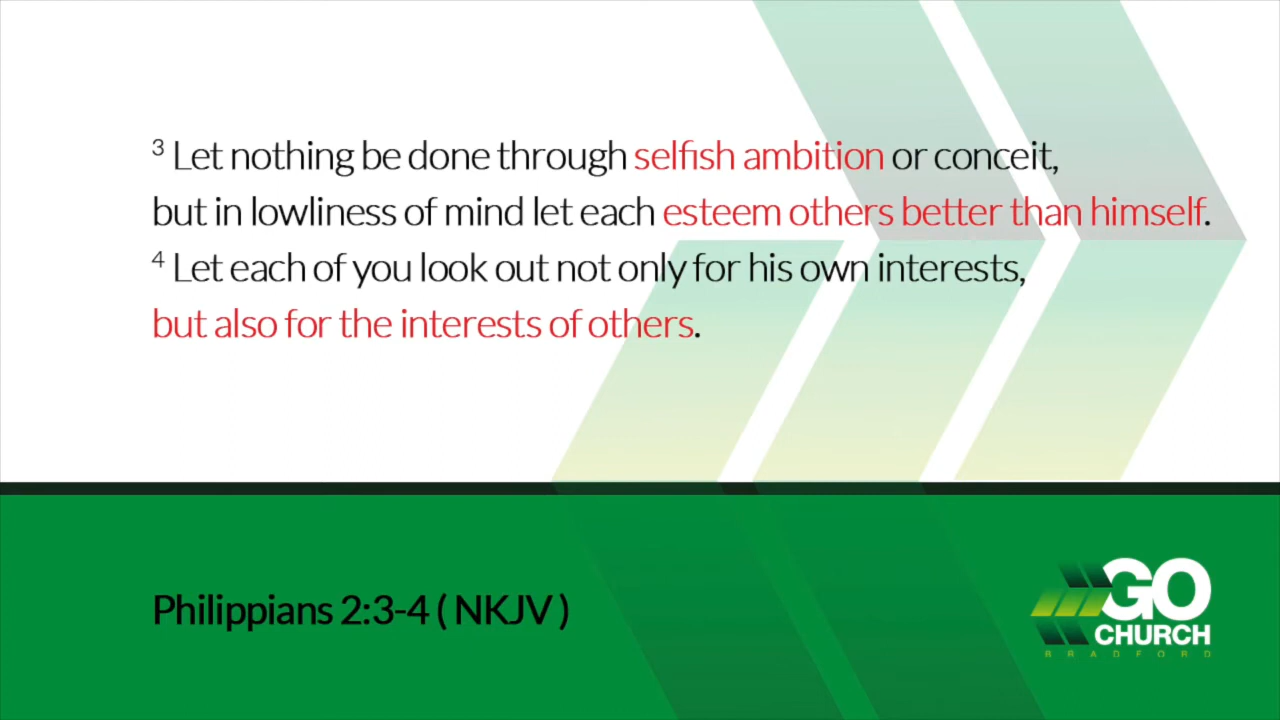 3 Let nothing be done through selfish ambition or conceit,
but in lowliness of mind let each esteem others better than himself.
4 Let each of you look out not only for his own interests,
but also for the interests of others.
Philippians 2:3-4 ( NKJV )
GO
CHURCH
BRADFORD